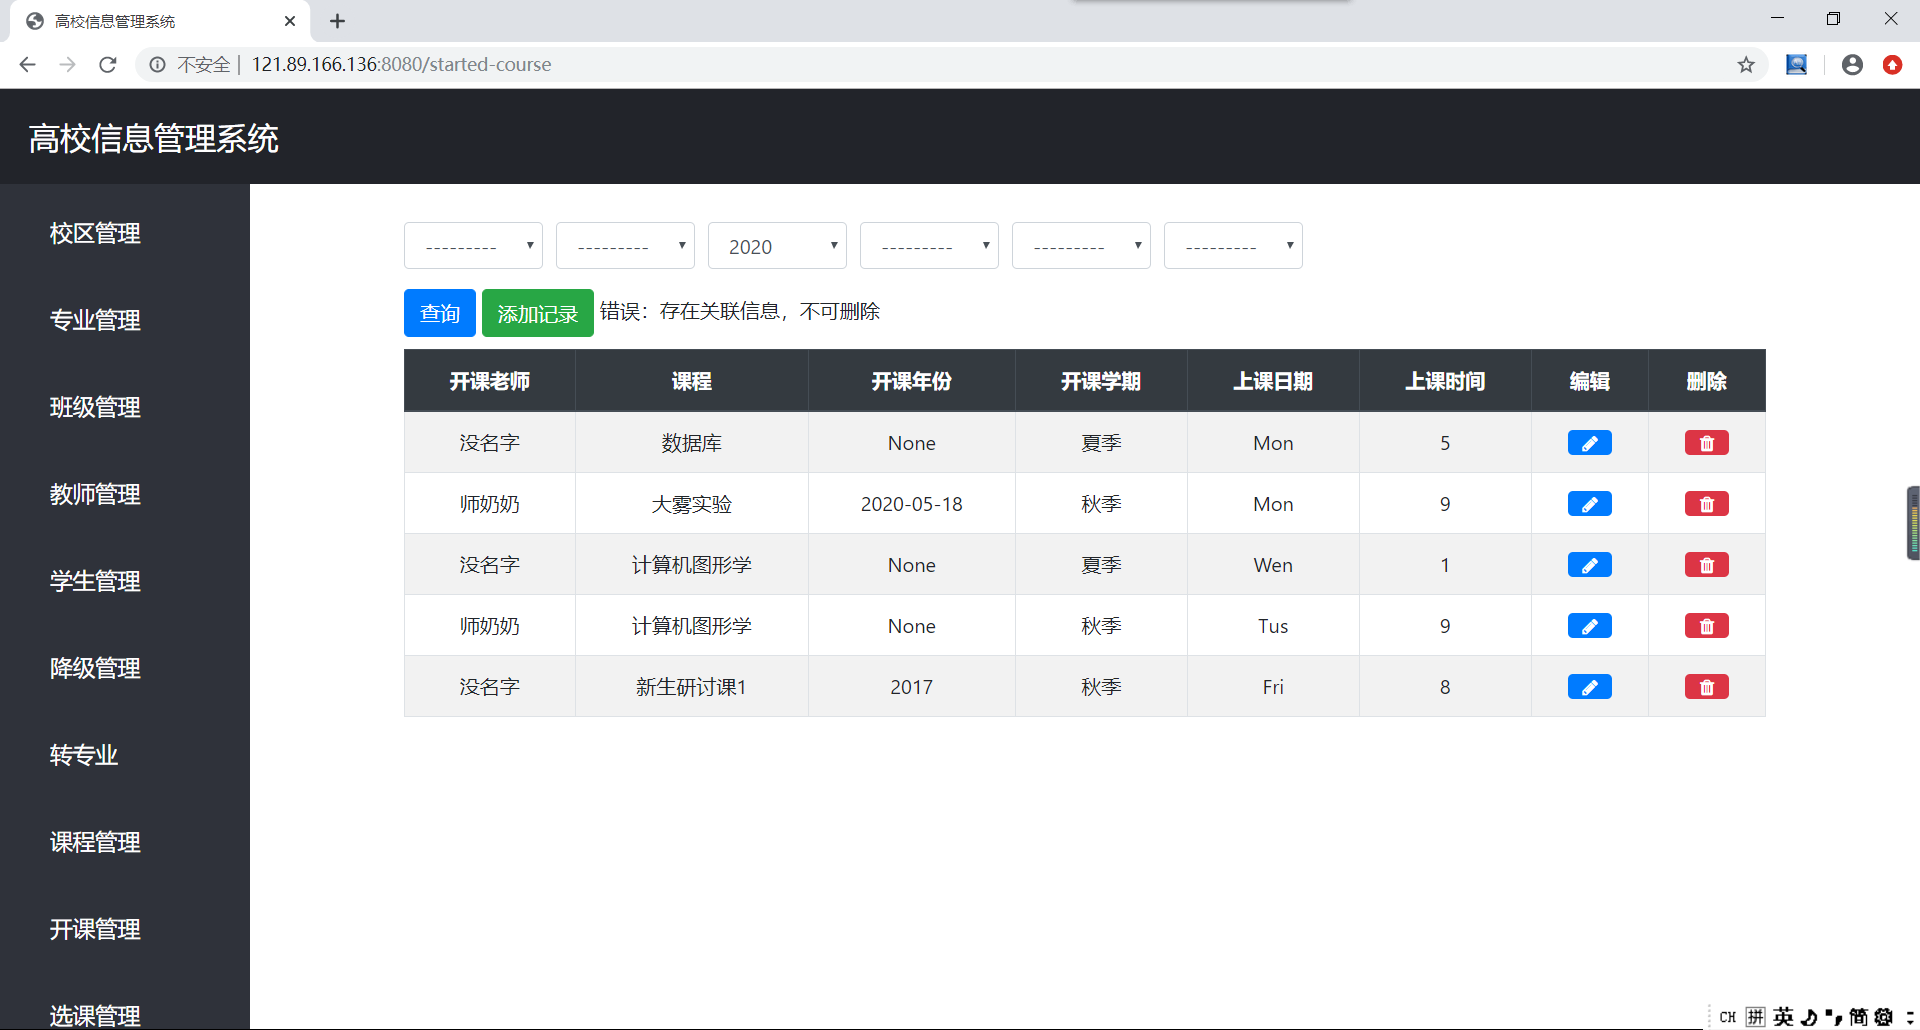 高校信息管理系统
不安全 | 121.89.166.136:8080/started-course
高校信息管理系统
校区管理
专业管理
班级管理
教师管理
学生管理
降级管理
转专业
课程管理
开课管理
选课管理
--------- --------- 2020 --------- --------- ---------
查询 添加记录 错误：存在关联信息，不可删除
开课老师 课程 开课年份 开课学期 上课日期 上课时间 编辑 删除
没名字 数据库 None 夏季 Mon 5
师奶奶 大雾实验 2020-05-18 秋季 Mon 9
没名字 计算机图形学 None 夏季 Wen 1
师奶奶 计算机图形学 None 秋季 Tus 9
没名字 新生研讨课1 2017 秋季 Fri 8
CH 拼 英 简